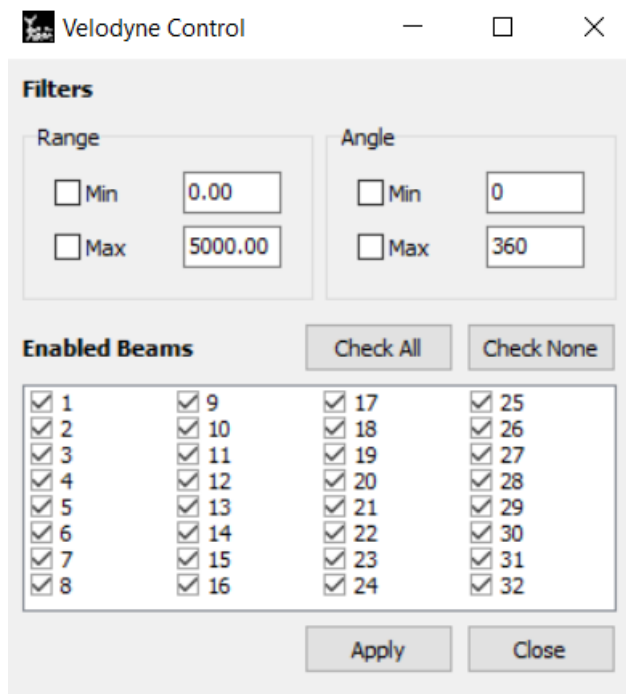 Velodyne Control
Filters
Range
Min 0.00
Max 5000.00
Angle
Min 0
Max 360
Enabled Beams Check All Check None
1 9 17 25
2 10 18 26
3 11 19 27
4 12 20 28
5 13 21 29
6 14 22 30
7 15 23 31
8 16 24 32
Apply Close